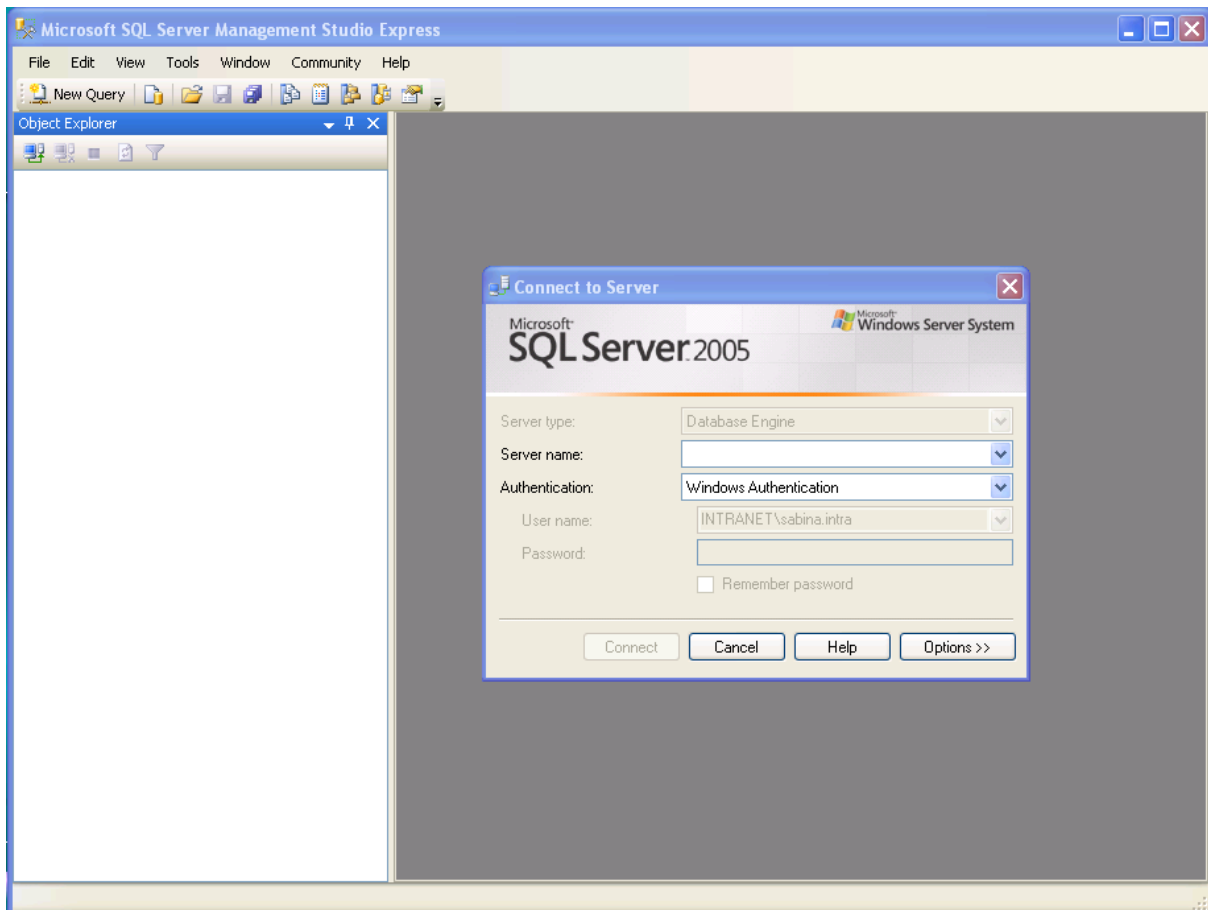 Microsoft SQL Server Management Studio Express
File Edit View Tools Window Community Help
New Query
Object Explorer
Connect to Server
Microsoft
SQL Server 2005
Microsoft
Windows Server System
Server type: Database Engine
Server name:
Authentication: Windows Authentication
User name: INTRANET\sabina.intra
Password:
Remember password
Connect Cancel Help Options >>